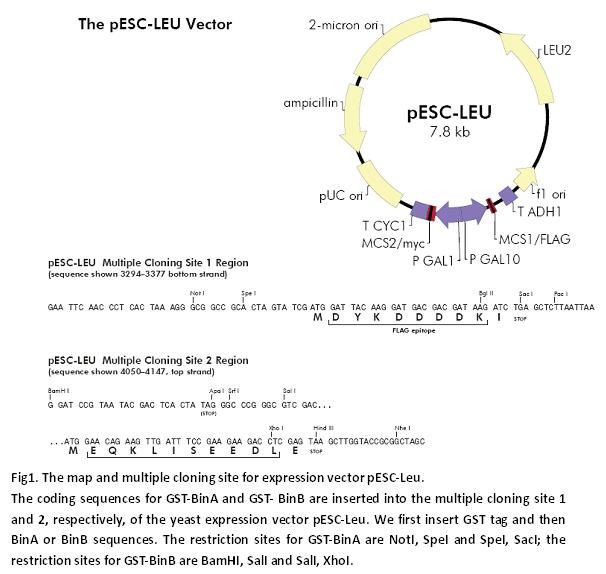 The pESC-LEU Vector
2-micron ori
LEU2
ampicillin
pESC-LEU
7.8 kb
pUC ori
f1 ori
T ADH1
T CYC1
MCS2/myc
MCS1/FLAG
P GAL1
P GAL10
pESC-LEU Multiple Cloning Site 1 Region
(sequence shown 3294–3377 bottom strand)
Not I Spe I Bgl II Sac I Pac I
GAA TTC AAC CCT CAC TAA AGG GCG GCC GCA CTA GTA TCG ATG GAT TAC AAG GAT GAC GAC GAT AAG ATC TGA GCTCTTAATTAA
M D Y K D D D D K I STOP
FLAG epitope
pESC-LEU Multiple Cloning Site 2 Region
(sequence shown 4050–4147, top strand)
BamH I Apa I Srf I Sal I
G GAT CCG TAA TAC GAC TCA CTA TAG GGC CCG GGC GTC GAC...
(STOP)
Xho I Hind III Nhe I
...ATG GAA CAG AAG TTG ATT TCC GAA GAA GAC CTC GAG TAA GCTTGGTACCGCGGCTAGC
M E Q K L I S E E D L E STOP
Fig1. The map and multiple cloning site for expression vector pESC-Leu.
The coding sequences for GST-BinA and GST- BinB are inserted into the multiple cloning site 1
and 2, respectively, of the yeast expression vector pESC-Leu. We first insert GST tag and then
BinA or BinB sequences. The restriction sites for GST-BinA are NotI, SpeI and SpeI, SacI; the
restriction sites for GST-BinB are BamHI, SalI and SalI, XhoI.